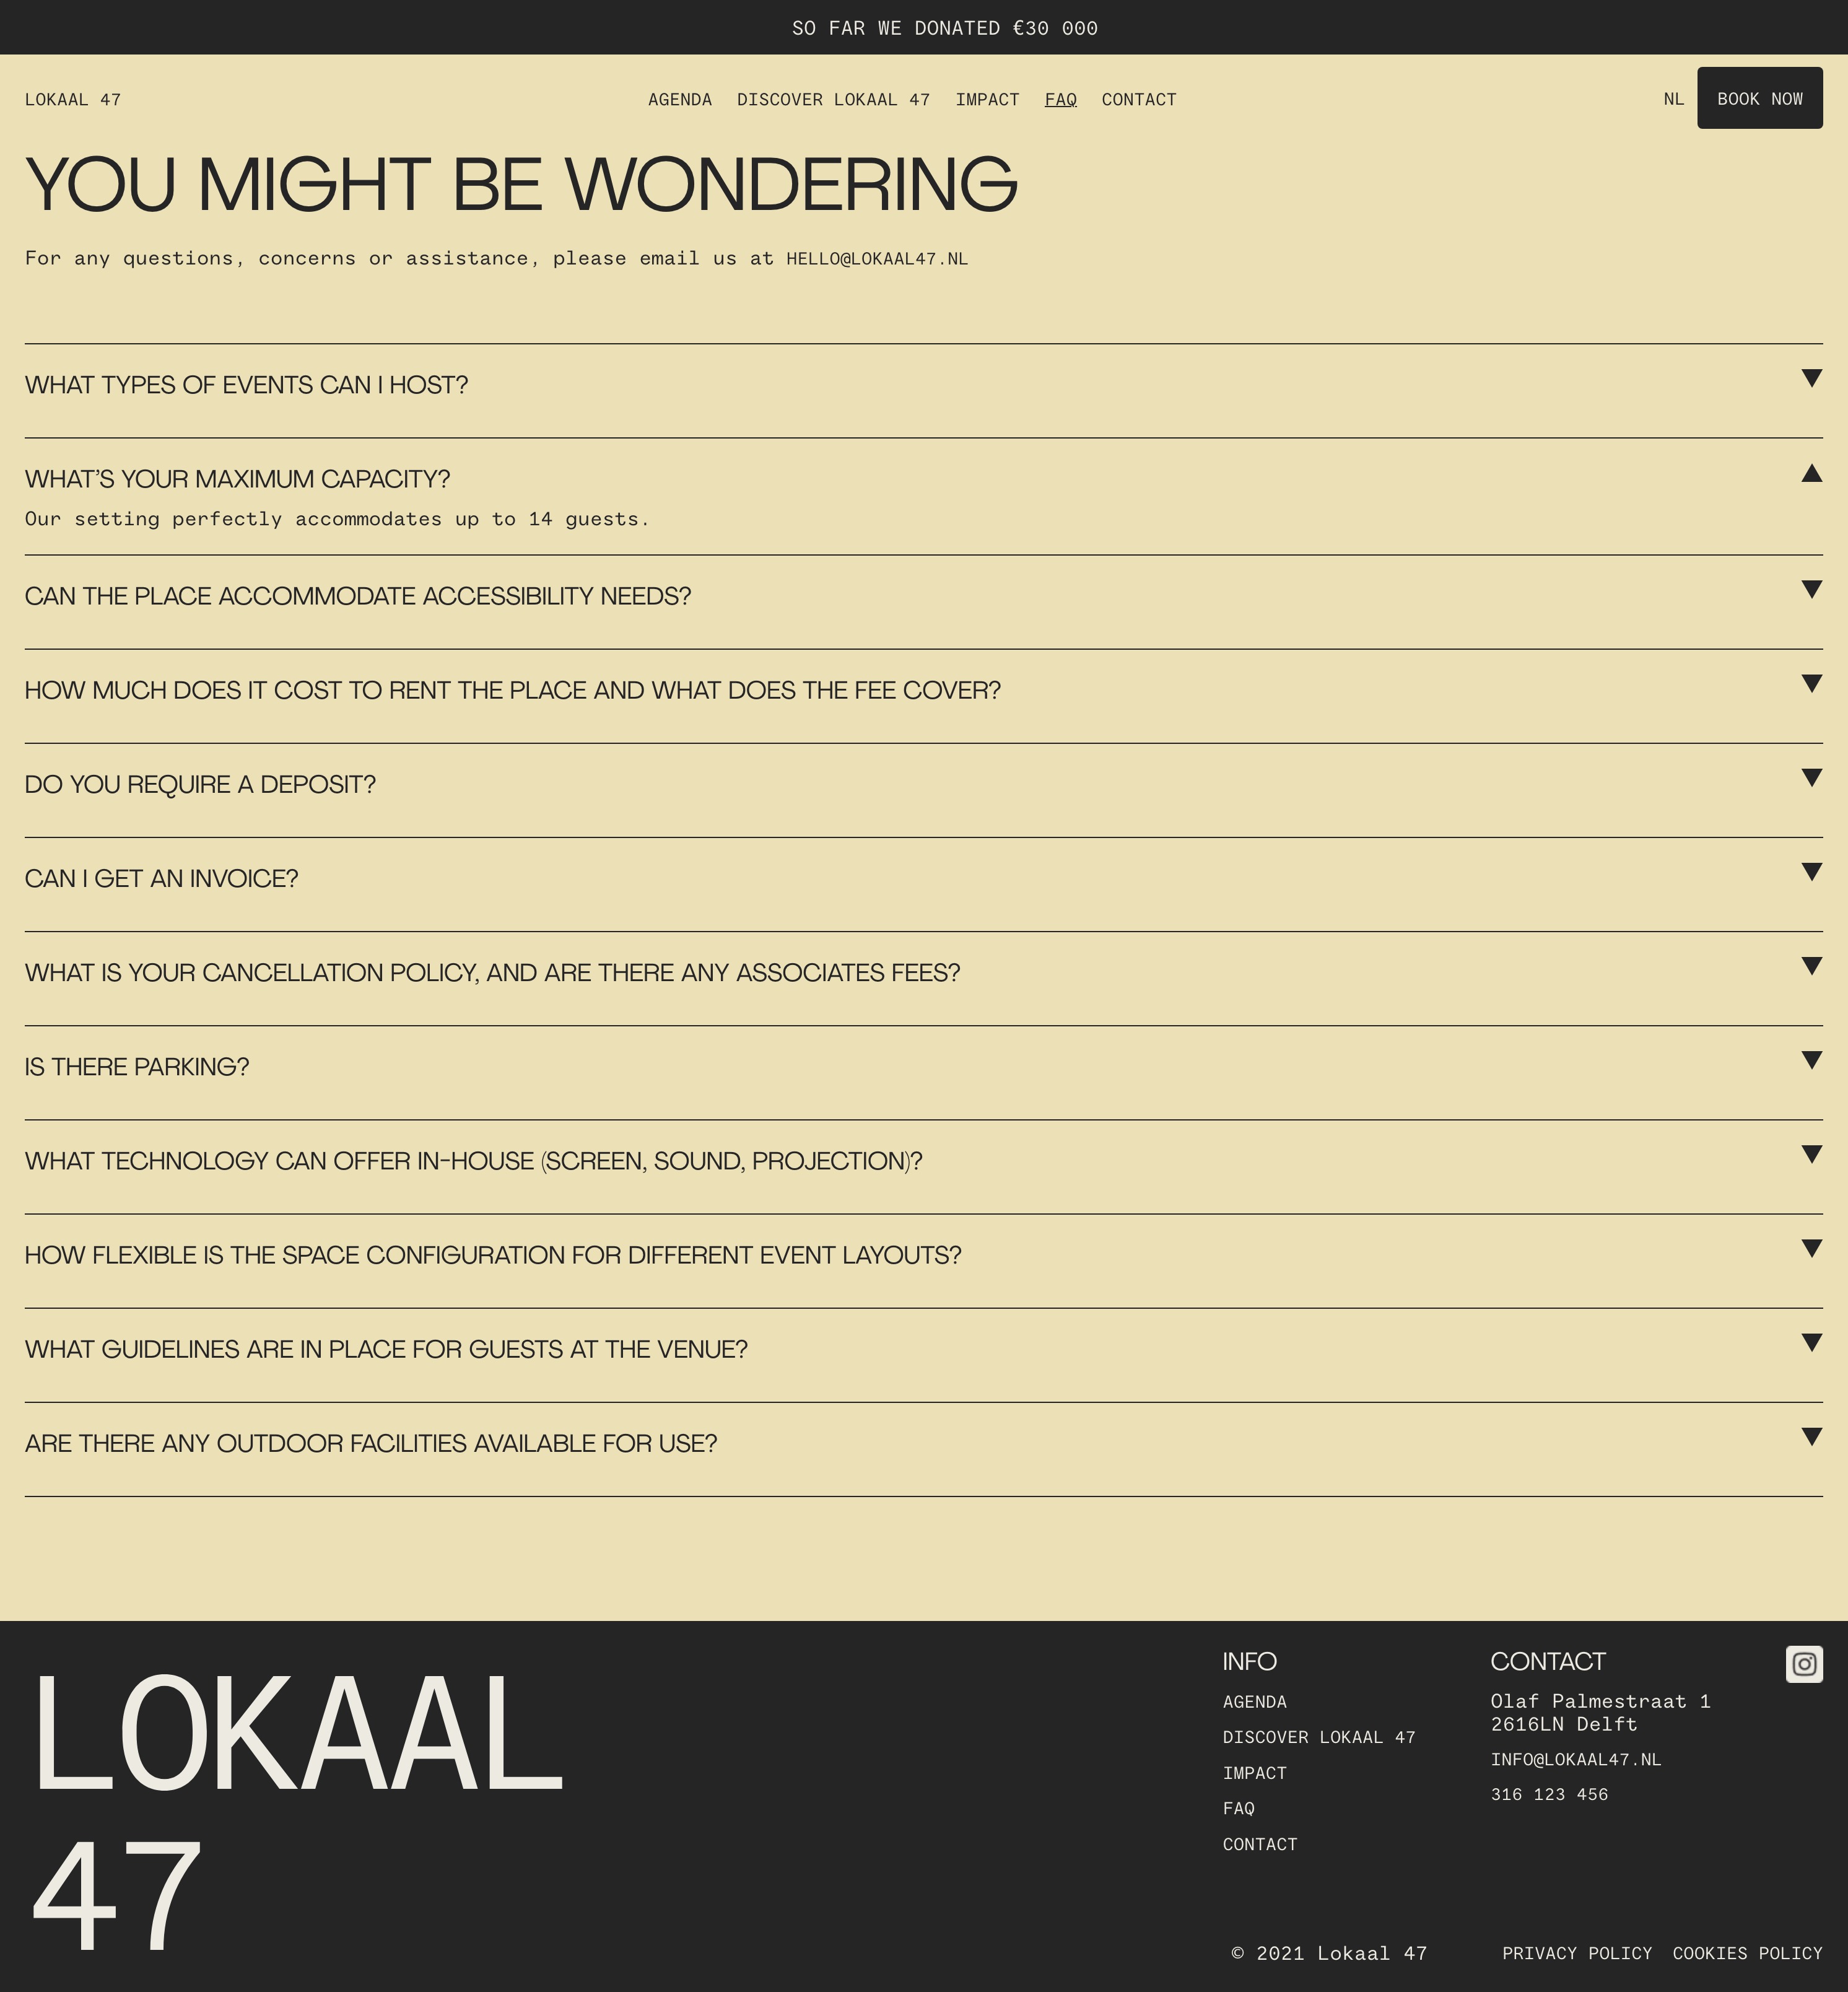 SO FAR WE DONATED €30 000
LOKAAL 47
AGENDA DISCOVER LOKAAL 47 IMPACT FAQ CONTACT
NL BOOK NOW
YOU MIGHT BE WONDERING
For any questions, concerns or assistance, please email us at HELLO@LOKAAL47.NL
WHAT TYPES OF EVENTS CAN I HOST?
WHAT’S YOUR MAXIMUM CAPACITY?
Our setting perfectly accommodates up to 14 guests.
CAN THE PLACE ACCOMMODATE ACCESSIBILITY NEEDS?
HOW MUCH DOES IT COST TO RENT THE PLACE AND WHAT DOES THE FEE COVER?
DO YOU REQUIRE A DEPOSIT?
CAN I GET AN INVOICE?
WHAT IS YOUR CANCELLATION POLICY, AND ARE THERE ANY ASSOCIATES FEES?
IS THERE PARKING?
WHAT TECHNOLOGY CAN OFFER IN-HOUSE (SCREEN, SOUND, PROJECTION)?
HOW FLEXIBLE IS THE SPACE CONFIGURATION FOR DIFFERENT EVENT LAYOUTS?
WHAT GUIDELINES ARE IN PLACE FOR GUESTS AT THE VENUE?
ARE THERE ANY OUTDOOR FACILITIES AVAILABLE FOR USE?
LOKAAL
47
INFO
AGENDA
DISCOVER LOKAAL 47
IMPACT
FAQ
CONTACT
CONTACT
Olaf Palmestraat 1
2616LN Delft
INFO@LOKAAL47.NL
316 123 456
© 2021 Lokaal 47
PRIVACY POLICY COOKIES POLICY